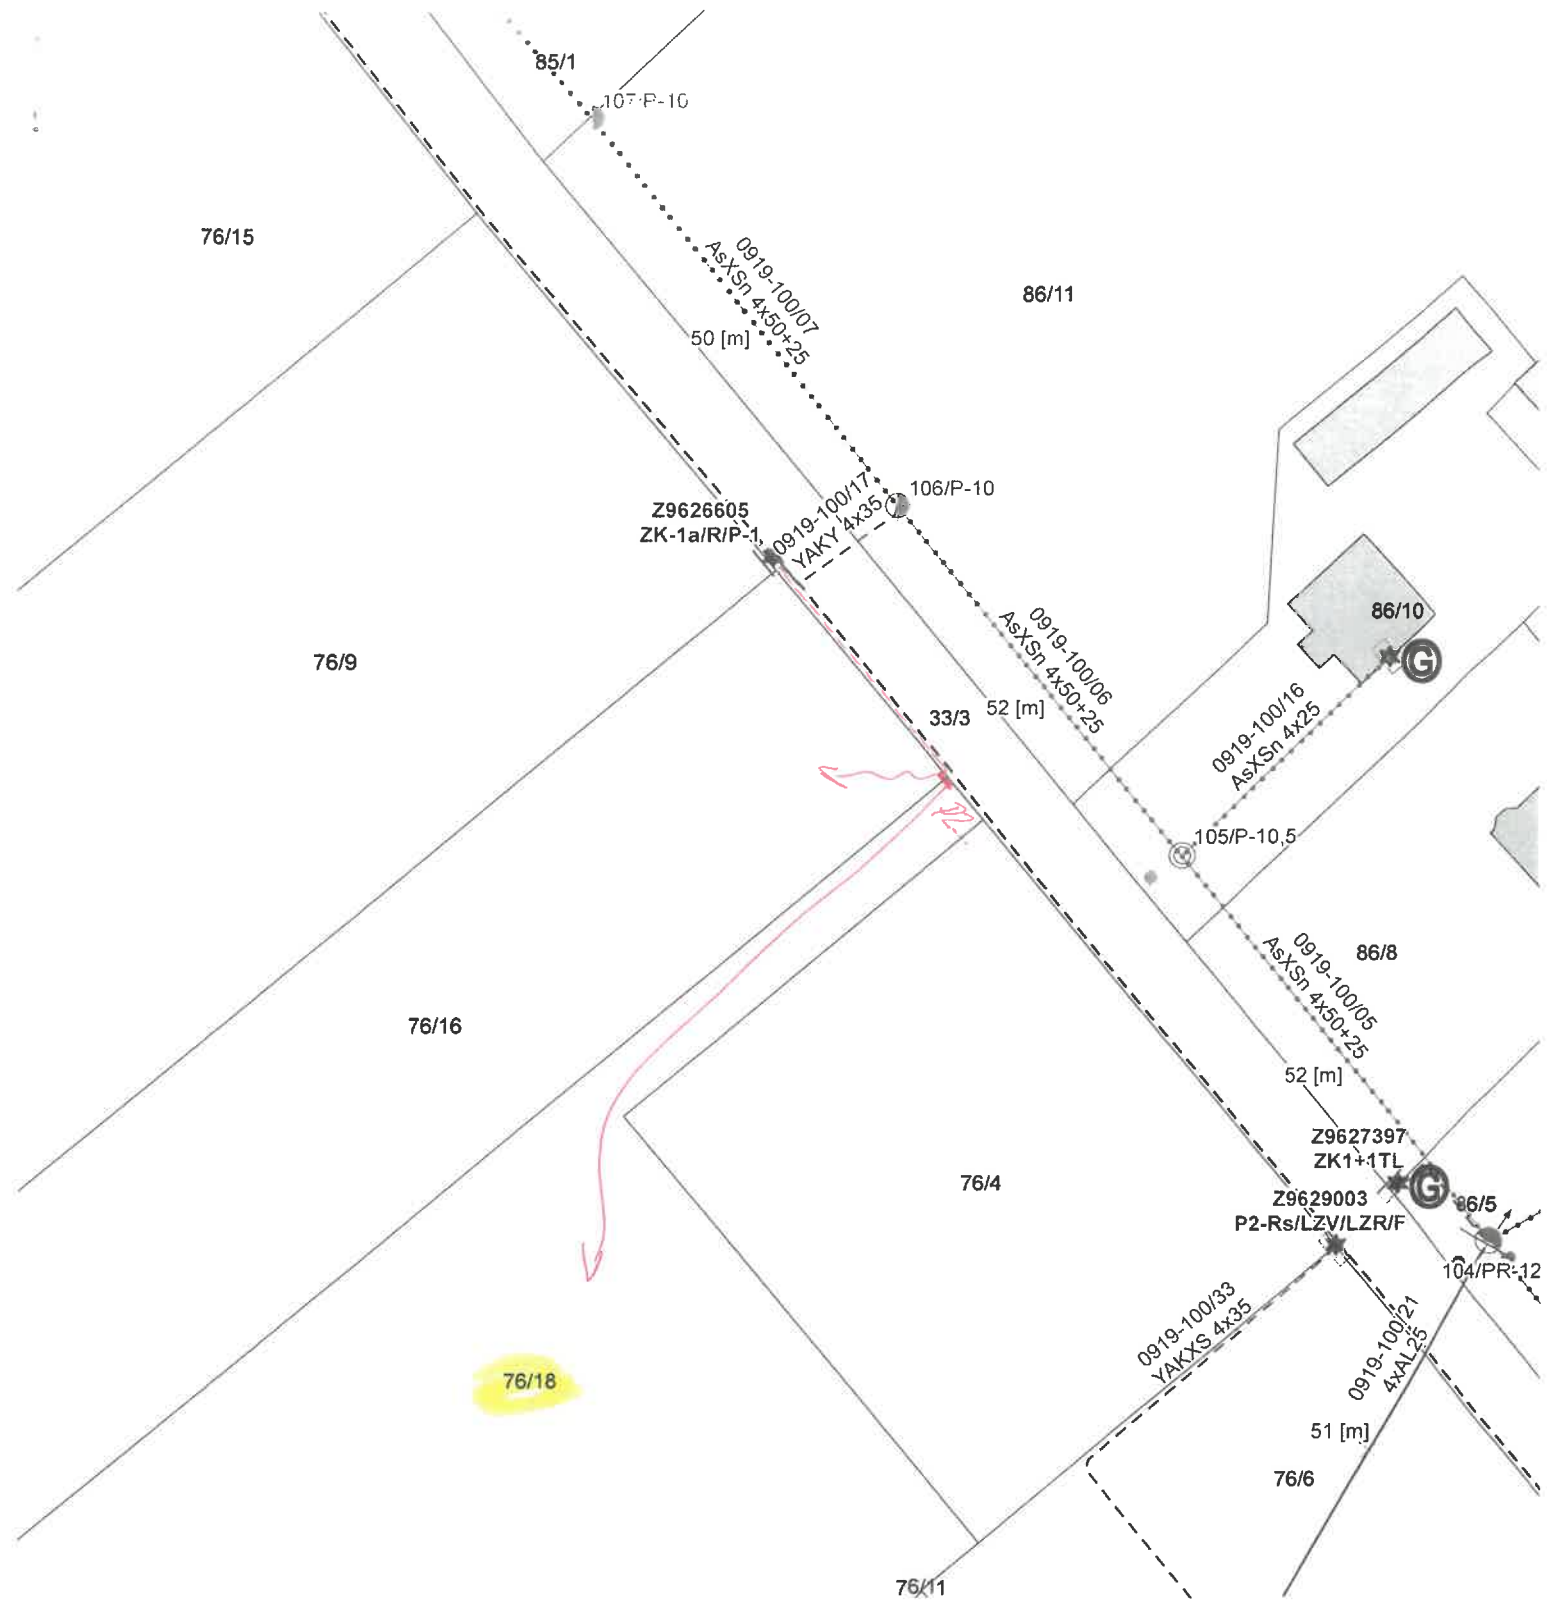 85/1
107/P-10
76/15
0919-100/07
AsXSn 4x50+25
86/11
50 [m]
106/P-10
Z9626605
ZK-1a/R/P-1
0919-100/17
YAKY 4x35
86/10
G
76/9
0919-100/06
AsXSn 4x50+25
33/3
52 [m]
0919-100/16
AsXSn 4x25
P2
105/P-10,5
0919-100/05
AsXSn 4x50+25
86/8
76/16
52 [m]
Z9627397
ZK1+1TL
G
76/4
Z9629003
P2-Rs/LZV/LZR/F
86/5
104/PR-12
0919-100/33
YAKXS 4x35
0919-100/21
4xAL25
76/18
51 [m]
76/6
76/11